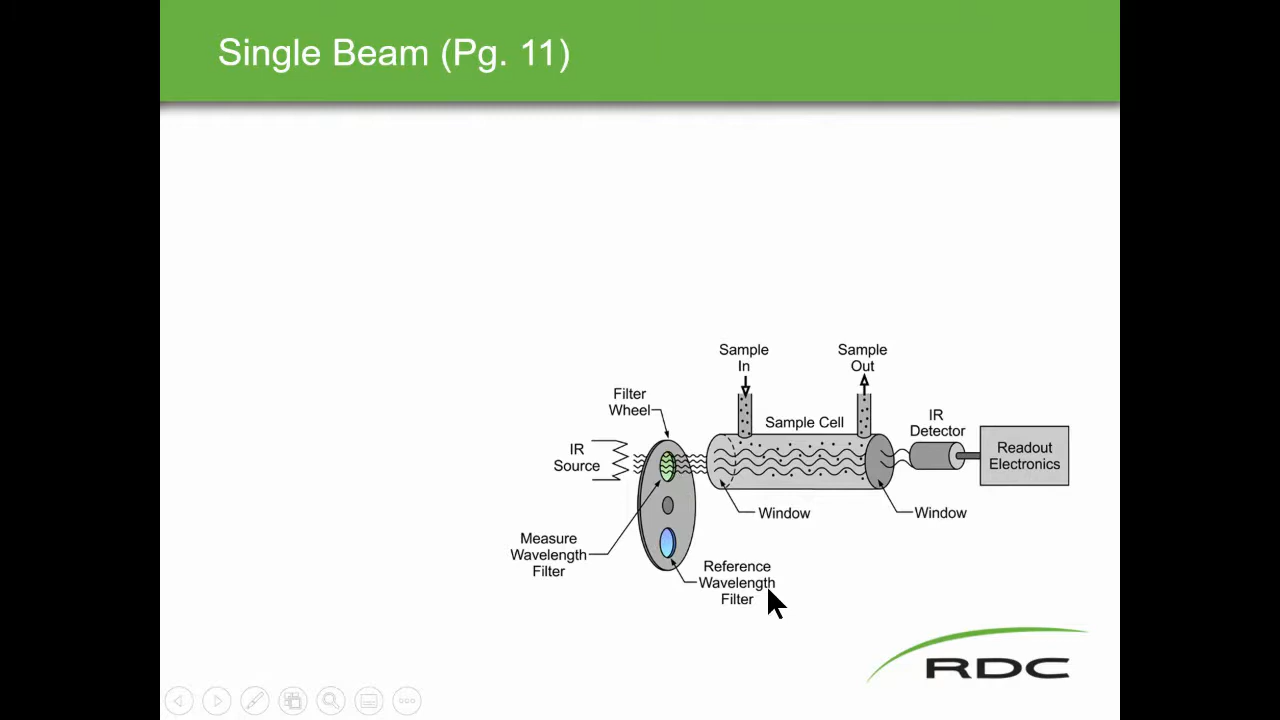 Single Beam (Pg. 11)
Sample
In
Sample
Out
Filter
Wheel
Sample Cell
IR
Detector
IR
Source
Readout
Electronics
Window
Window
Measure
Wavelength
Filter
Reference
Wavelength
Filter
RDC